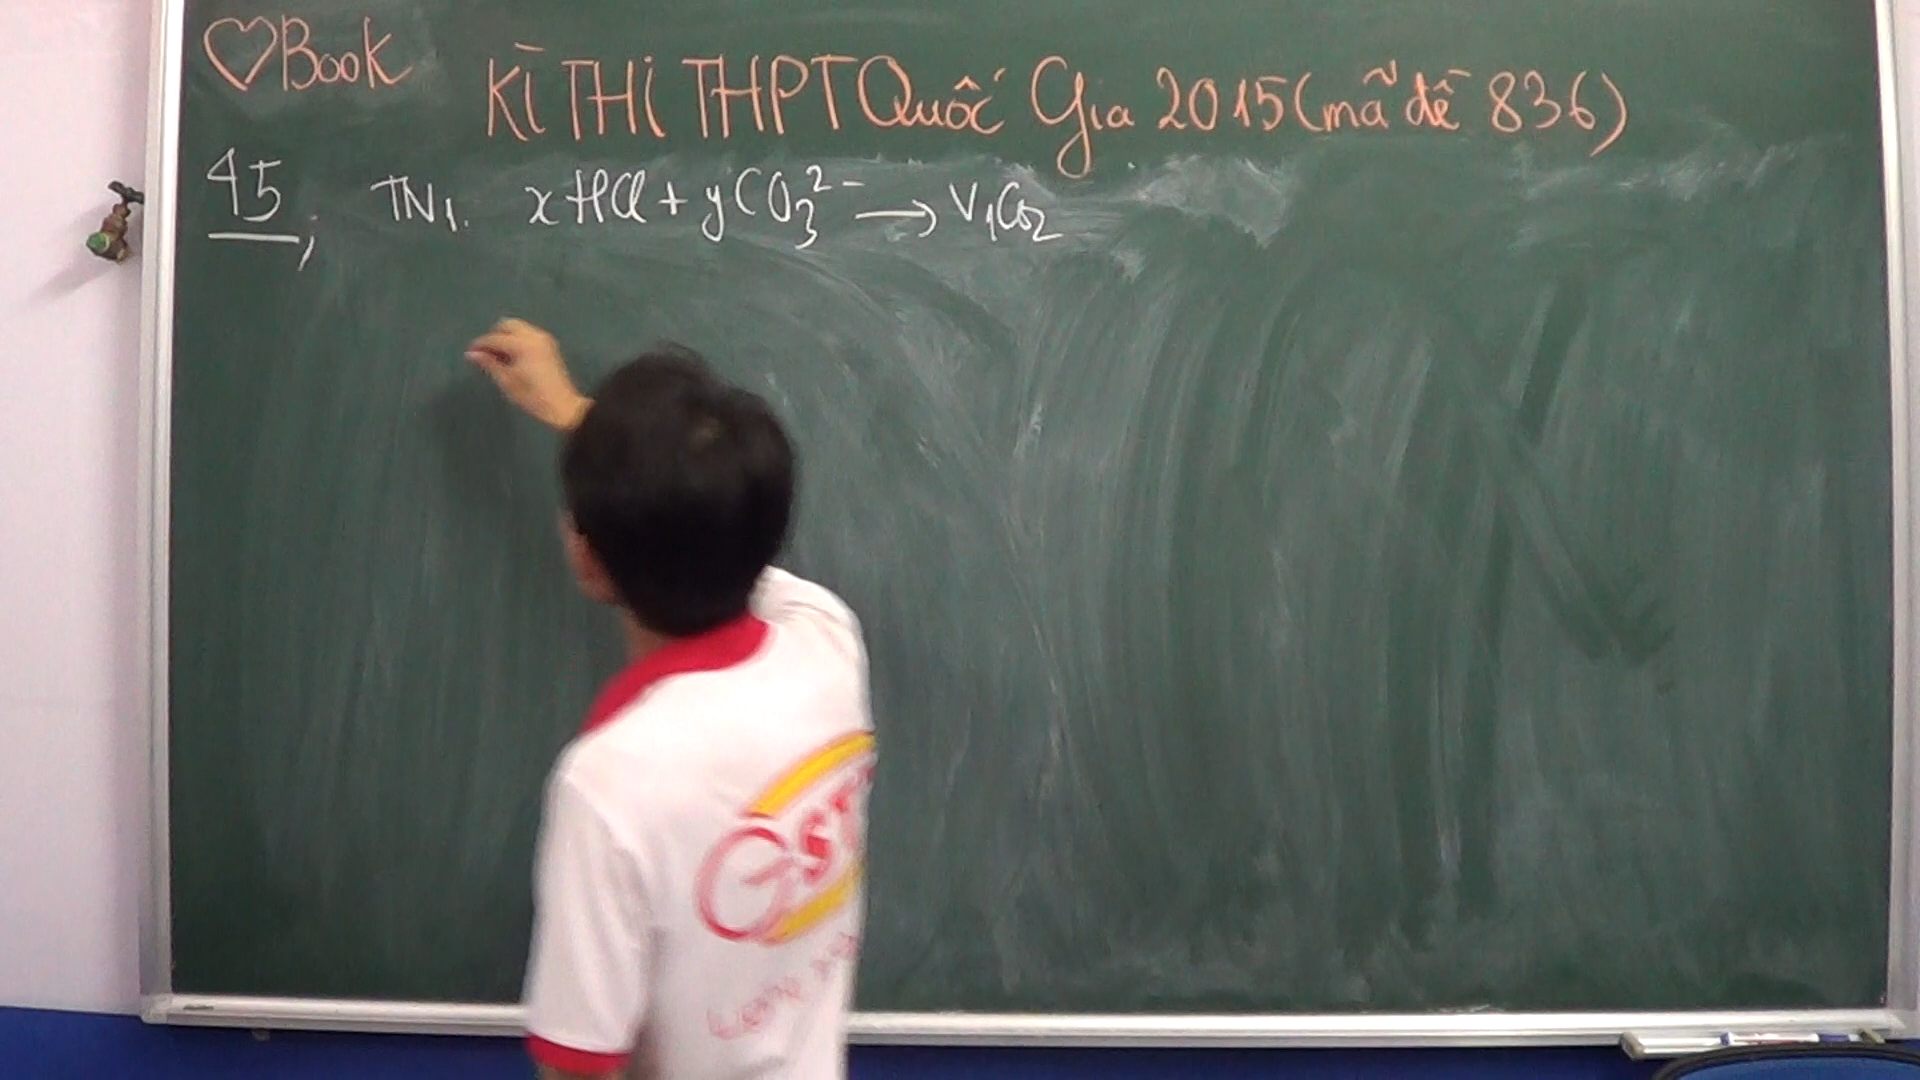 ♡Book
KÌ THI THPT Quốc Gia 2015 (mã đề 836)
45, TN1. xHCl + yCO3^2- → V1CO2